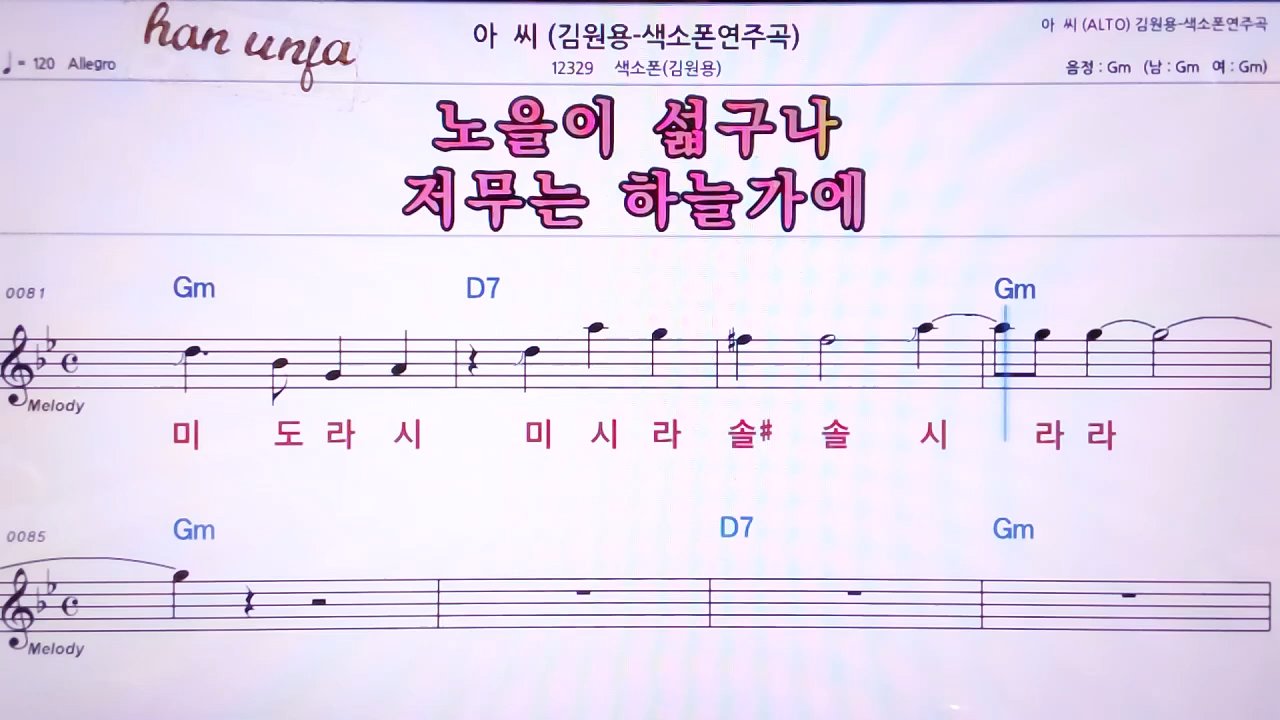 han unfa
아 씨 (김원용-색소폰연주곡)
아 씨 (ALTO) 김원용-색소폰연주곡
♩= 120 Allegro
12329 색소폰(김원용)
음정 : Gm (남 : Gm 여 : Gm)
노을이 섧구나
저무는 하늘가에
0081 Gm D7 Gm
Melody
미 도 라 시 미 시 라 솔# 솔 시 라 라
0085 Gm D7 Gm
Melody